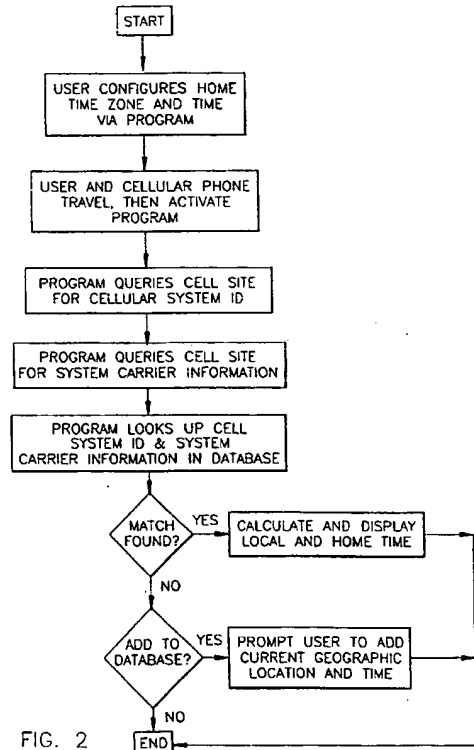 START
USER CONFIGURES HOME
TIME ZONE AND TIME
VIA PROGRAM
USER AND CELLULAR PHONE
TRAVEL, THEN ACTIVATE
PROGRAM
PROGRAM QUERIES CELL SITE
FOR CELLULAR SYSTEM ID
PROGRAM QUERIES CELL SITE
FOR SYSTEM CARRIER INFORMATION
PROGRAM LOOKS UP CELL
SYSTEM ID & SYSTEM
CARRIER INFORMATION IN DATABASE
MATCH
FOUND?
YES
CALCULATE AND DISPLAY
LOCAL AND HOME TIME
NO
ADD TO
DATABASE?
YES
PROMPT USER TO ADD
CURRENT GEOGRAPHIC
LOCATION AND TIME
NO
FIG. 2
END